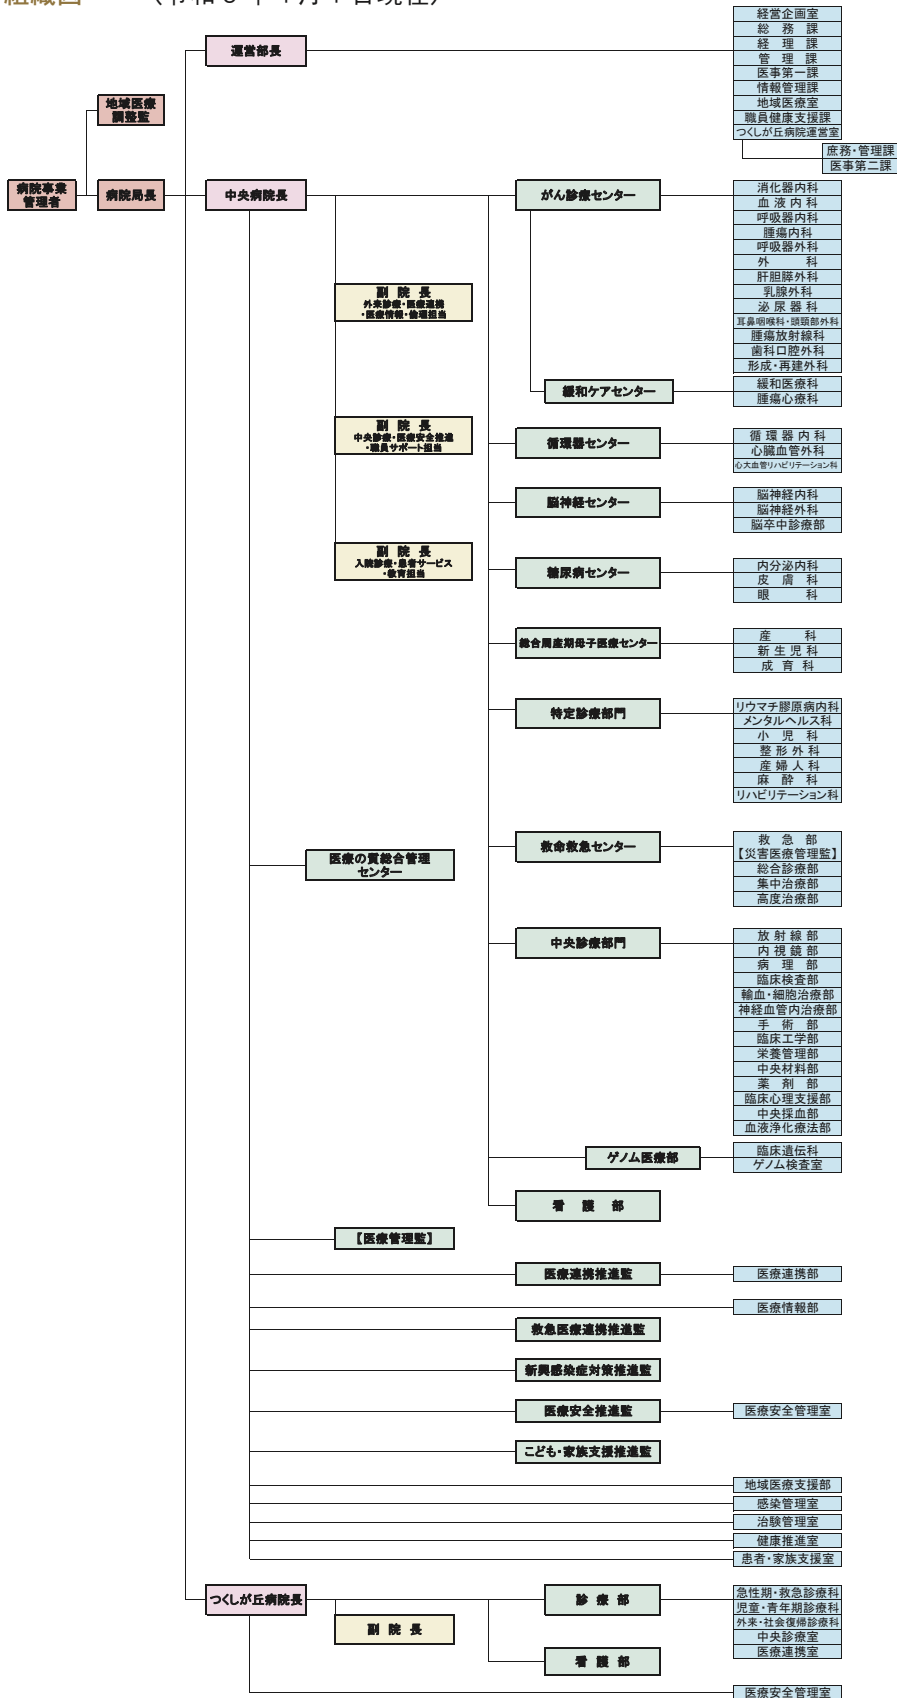 組織図
運営部長
経営企画室
総務課
経理課
管理課
医事第一課
情報管理課
地域医療室
職員健康支援課
つくしが丘病院運営室
庶務・管理課
医事第二課
地域医療
調整監
病院事業
管理者
病院局長
中央病院長
がん診療センター
消化器内科
血液内科
呼吸器内科
腫瘍内科
呼吸器外科
外科
肝胆膵外科
乳腺外科
泌尿器科
耳鼻咽喉科・頭頸部外科
腫瘍放射線科
歯科口腔外科
形成・再建外科
副院長
外来診療・医療連携
・医療情報・倫理担当
緩和ケアセンター
緩和医療科
腫瘍心療科
副院長
中央診療・医療安全推進
・職員サポート担当
循環器センター
循環器内科
心臓血管外科
心大血管リハビリテーション科
脳神経センター
脳神経内科
脳神経外科
脳卒中診療部
副院長
入院診療・患者サービス
・教育担当
糖尿病センター
内分泌内科
皮膚科
眼科
総合周産期母子医療センター
産科
新生児科
成育科
特定診療部門
リウマチ膠原病内科
メンタルヘルス科
小児科
整形外科
産婦人科
麻酔科
リハビリテーション科
医療の質総合管理
センター
救命救急センター
救急部
【災害医療管理監】
総合診療部
集中治療部
高度治療部
中央診療部門
放射線部
内視鏡部
病理部
臨床検査部
輸血・細胞治療部
神経血管内治療部
手術部
臨床工学部
栄養管理部
中央材料部
薬剤部
臨床心理支援部
中央採血部
血液浄化療法部
ゲノム医療部
臨床遺伝科
ゲノム検査室
看護部
【医療管理監】
医療連携推進監
医療連携部
医療情報部
救急医療連携推進監
新興感染症対策推進監
医療安全推進監
医療安全管理室
こども・家族支援推進監
地域医療支援部
感染管理室
治験管理室
健康推進室
患者・家族支援室
つくしが丘病院長
副院長
診療部
急性期・救急診療科
児童・青年期診療科
外来・社会復帰診療科
中央診療室
医療連携室
看護部
医療安全管理室